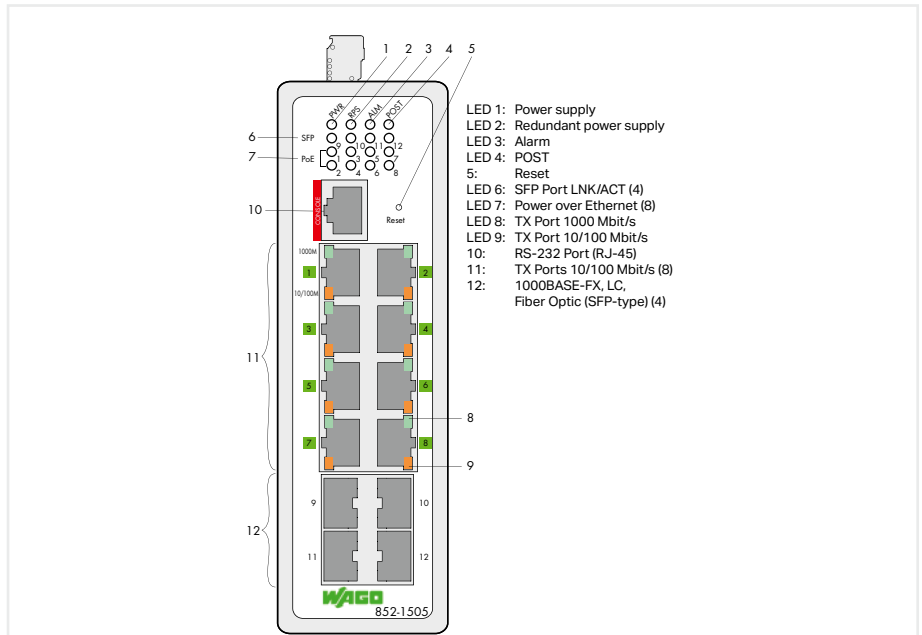 1 2 3 4 5
PWR RPS ALM POST
6 SFP
9 10 11 12
7 PoE
1 3 5 7
2 4 6 8
10 CONSOLE
Reset
1000M
1 2
10/100M
3 4
11
5 6
8
7 8
9
9 10
12
11 12
WAGO
852-1505
LED 1: Power supply
LED 2: Redundant power supply
LED 3: Alarm
LED 4: POST
5: Reset
LED 6: SFP Port LNK/ACT (4)
LED 7: Power over Ethernet (8)
LED 8: TX Port 1000 Mbit/s
LED 9: TX Port 10/100 Mbit/s
10: RS-232 Port (RJ-45)
11: TX Ports 10/100 Mbit/s (8)
12: 1000BASE-FX, LC,
Fiber Optic (SFP-type) (4)